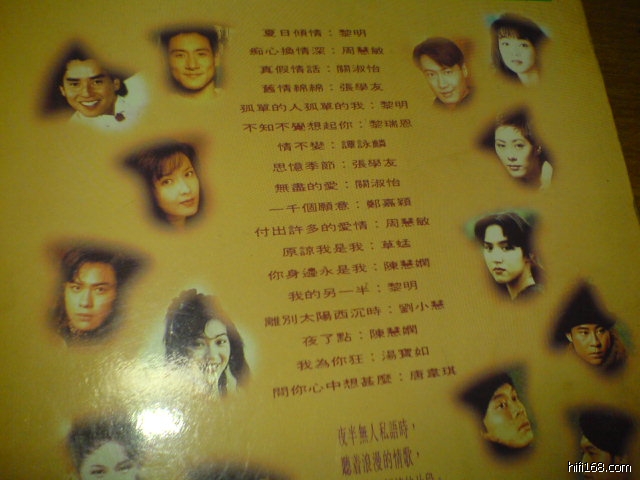 夏日傾情：黎明
痴心換情深：周慧敏
真假情話：關淑怡
舊情綿綿：張學友
孤單的人孤單的我：黎明
不知不覺想起你：黎瑞恩
情不變：譚詠麟
思憶季節：張學友
無盡的愛：關淑怡
一千個願意：鄭嘉穎
付出許多的愛情：周慧敏
原諒我是我：草蜢
你身邊永是我：陳慧嫻
我的另一半：黎明
離別太陽西沉時：劉小慧
夜了點：陳慧嫻
我為你狂：湯寶如
問你心中想甚麼：唐韋琪
夜半無人私語時，
聽着浪漫的情歌，
hifi168.com